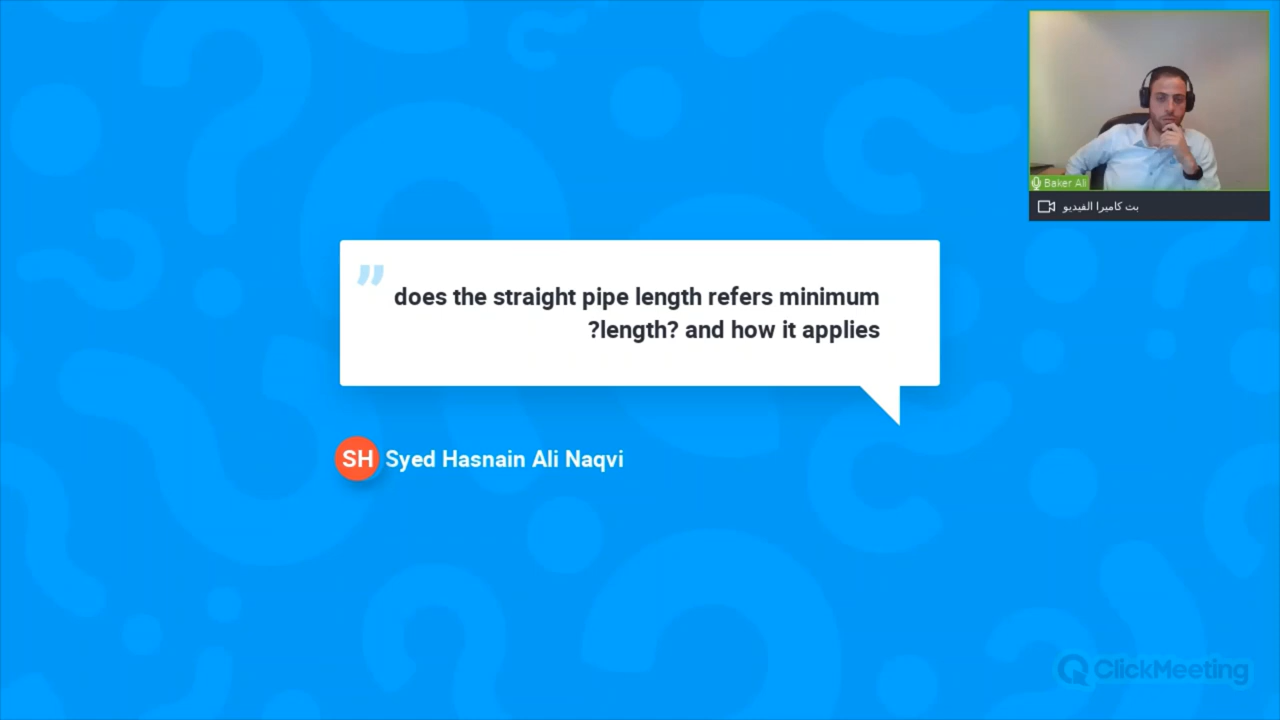 Baker Ali
بث كاميرا الفيديو
does the straight pipe length refers minimum
?length? and how it applies
SH Syed Hasnain Ali Naqvi
ClickMeeting